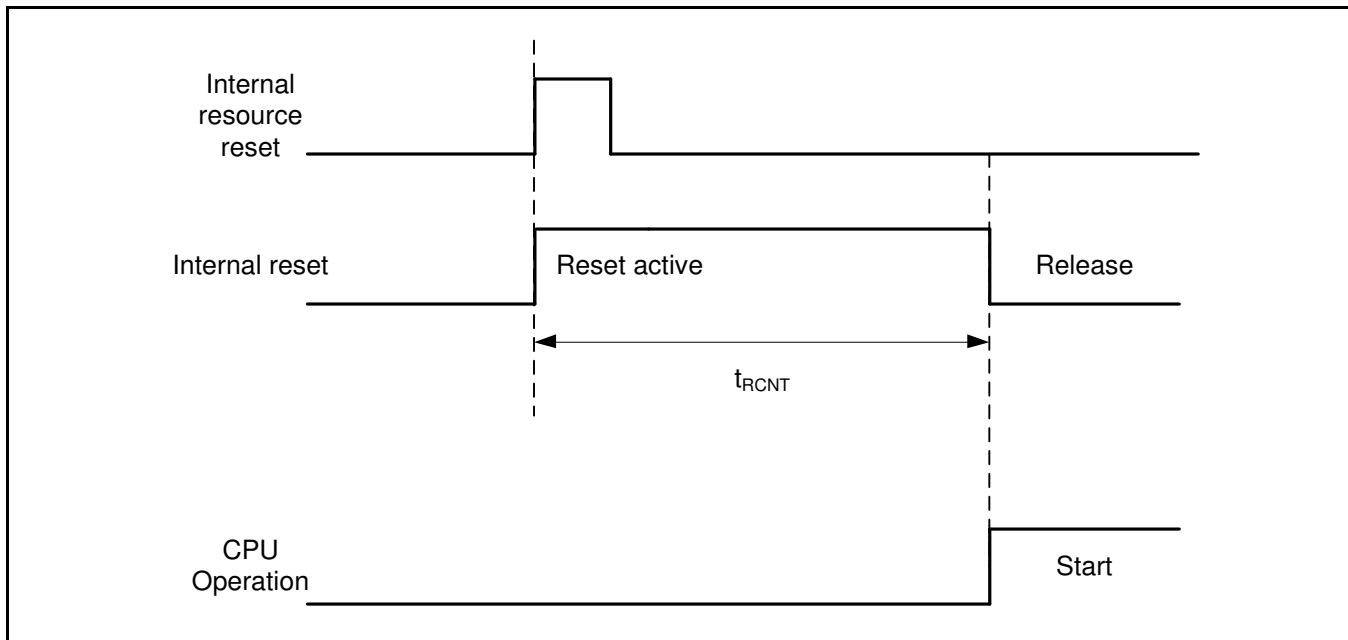 Internal
resource
reset
Internal reset
Reset active
Release
tRCNT
CPU
Operation
Start